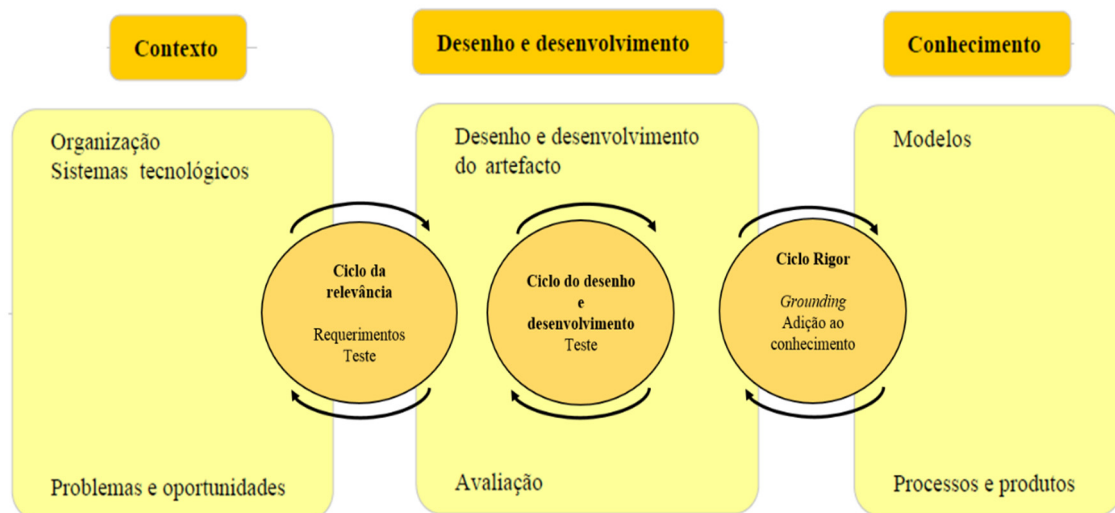 Contexto
Desenho e desenvolvimento
Conhecimento
Organização
Sistemas tecnológicos
Problemas e oportunidades
Ciclo da
relevância
Requerimentos
Teste
Desenho e desenvolvimento
do artefacto
Ciclo do desenho
e
desenvolvimento
Teste
Avaliação
Ciclo Rigor
Grounding
Adição ao
conhecimento
Modelos
Processos e produtos